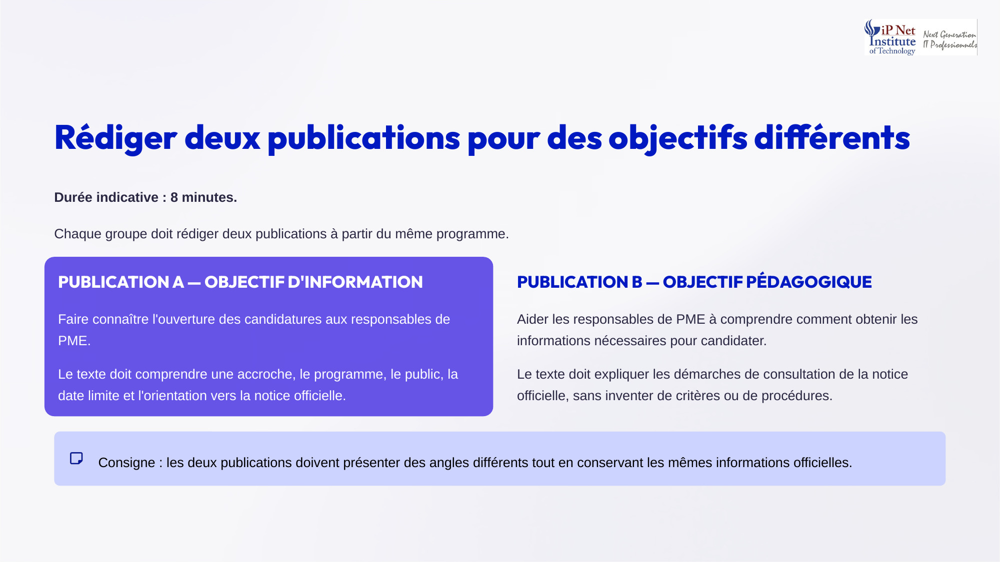 iP Net
Institute
of Technology
Next Generation
IT Professionnels
Rédiger deux publications pour des objectifs différents
Durée indicative : 8 minutes.
Chaque groupe doit rédiger deux publications à partir du même programme.
PUBLICATION A — OBJECTIF D'INFORMATION
Faire connaître l'ouverture des candidatures aux responsables de
PME.
Le texte doit comprendre une accroche, le programme, le public, la
date limite et l'orientation vers la notice officielle.
PUBLICATION B — OBJECTIF PÉDAGOGIQUE
Aider les responsables de PME à comprendre comment obtenir les
informations nécessaires pour candidater.
Le texte doit expliquer les démarches de consultation de la notice
officielle, sans inventer de critères ou de procédures.
Consigne : les deux publications doivent présenter des angles différents tout en conservant les mêmes informations officielles.